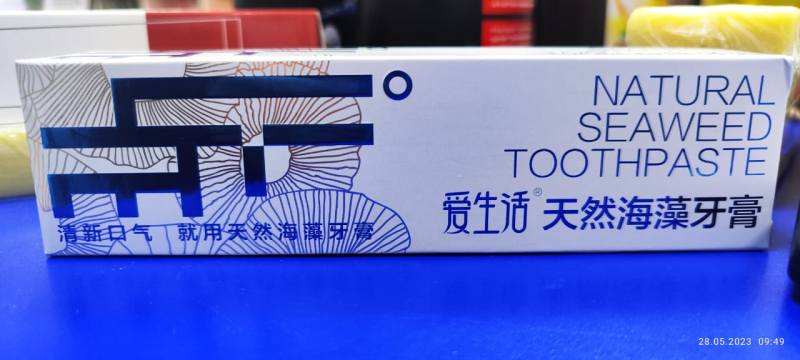 NATURAL
SEAWEED
TOOTHPASTE
爱生活® 天然海藻牙膏
清新口气 就用天然海藻牙膏
28.05.2023 09:49